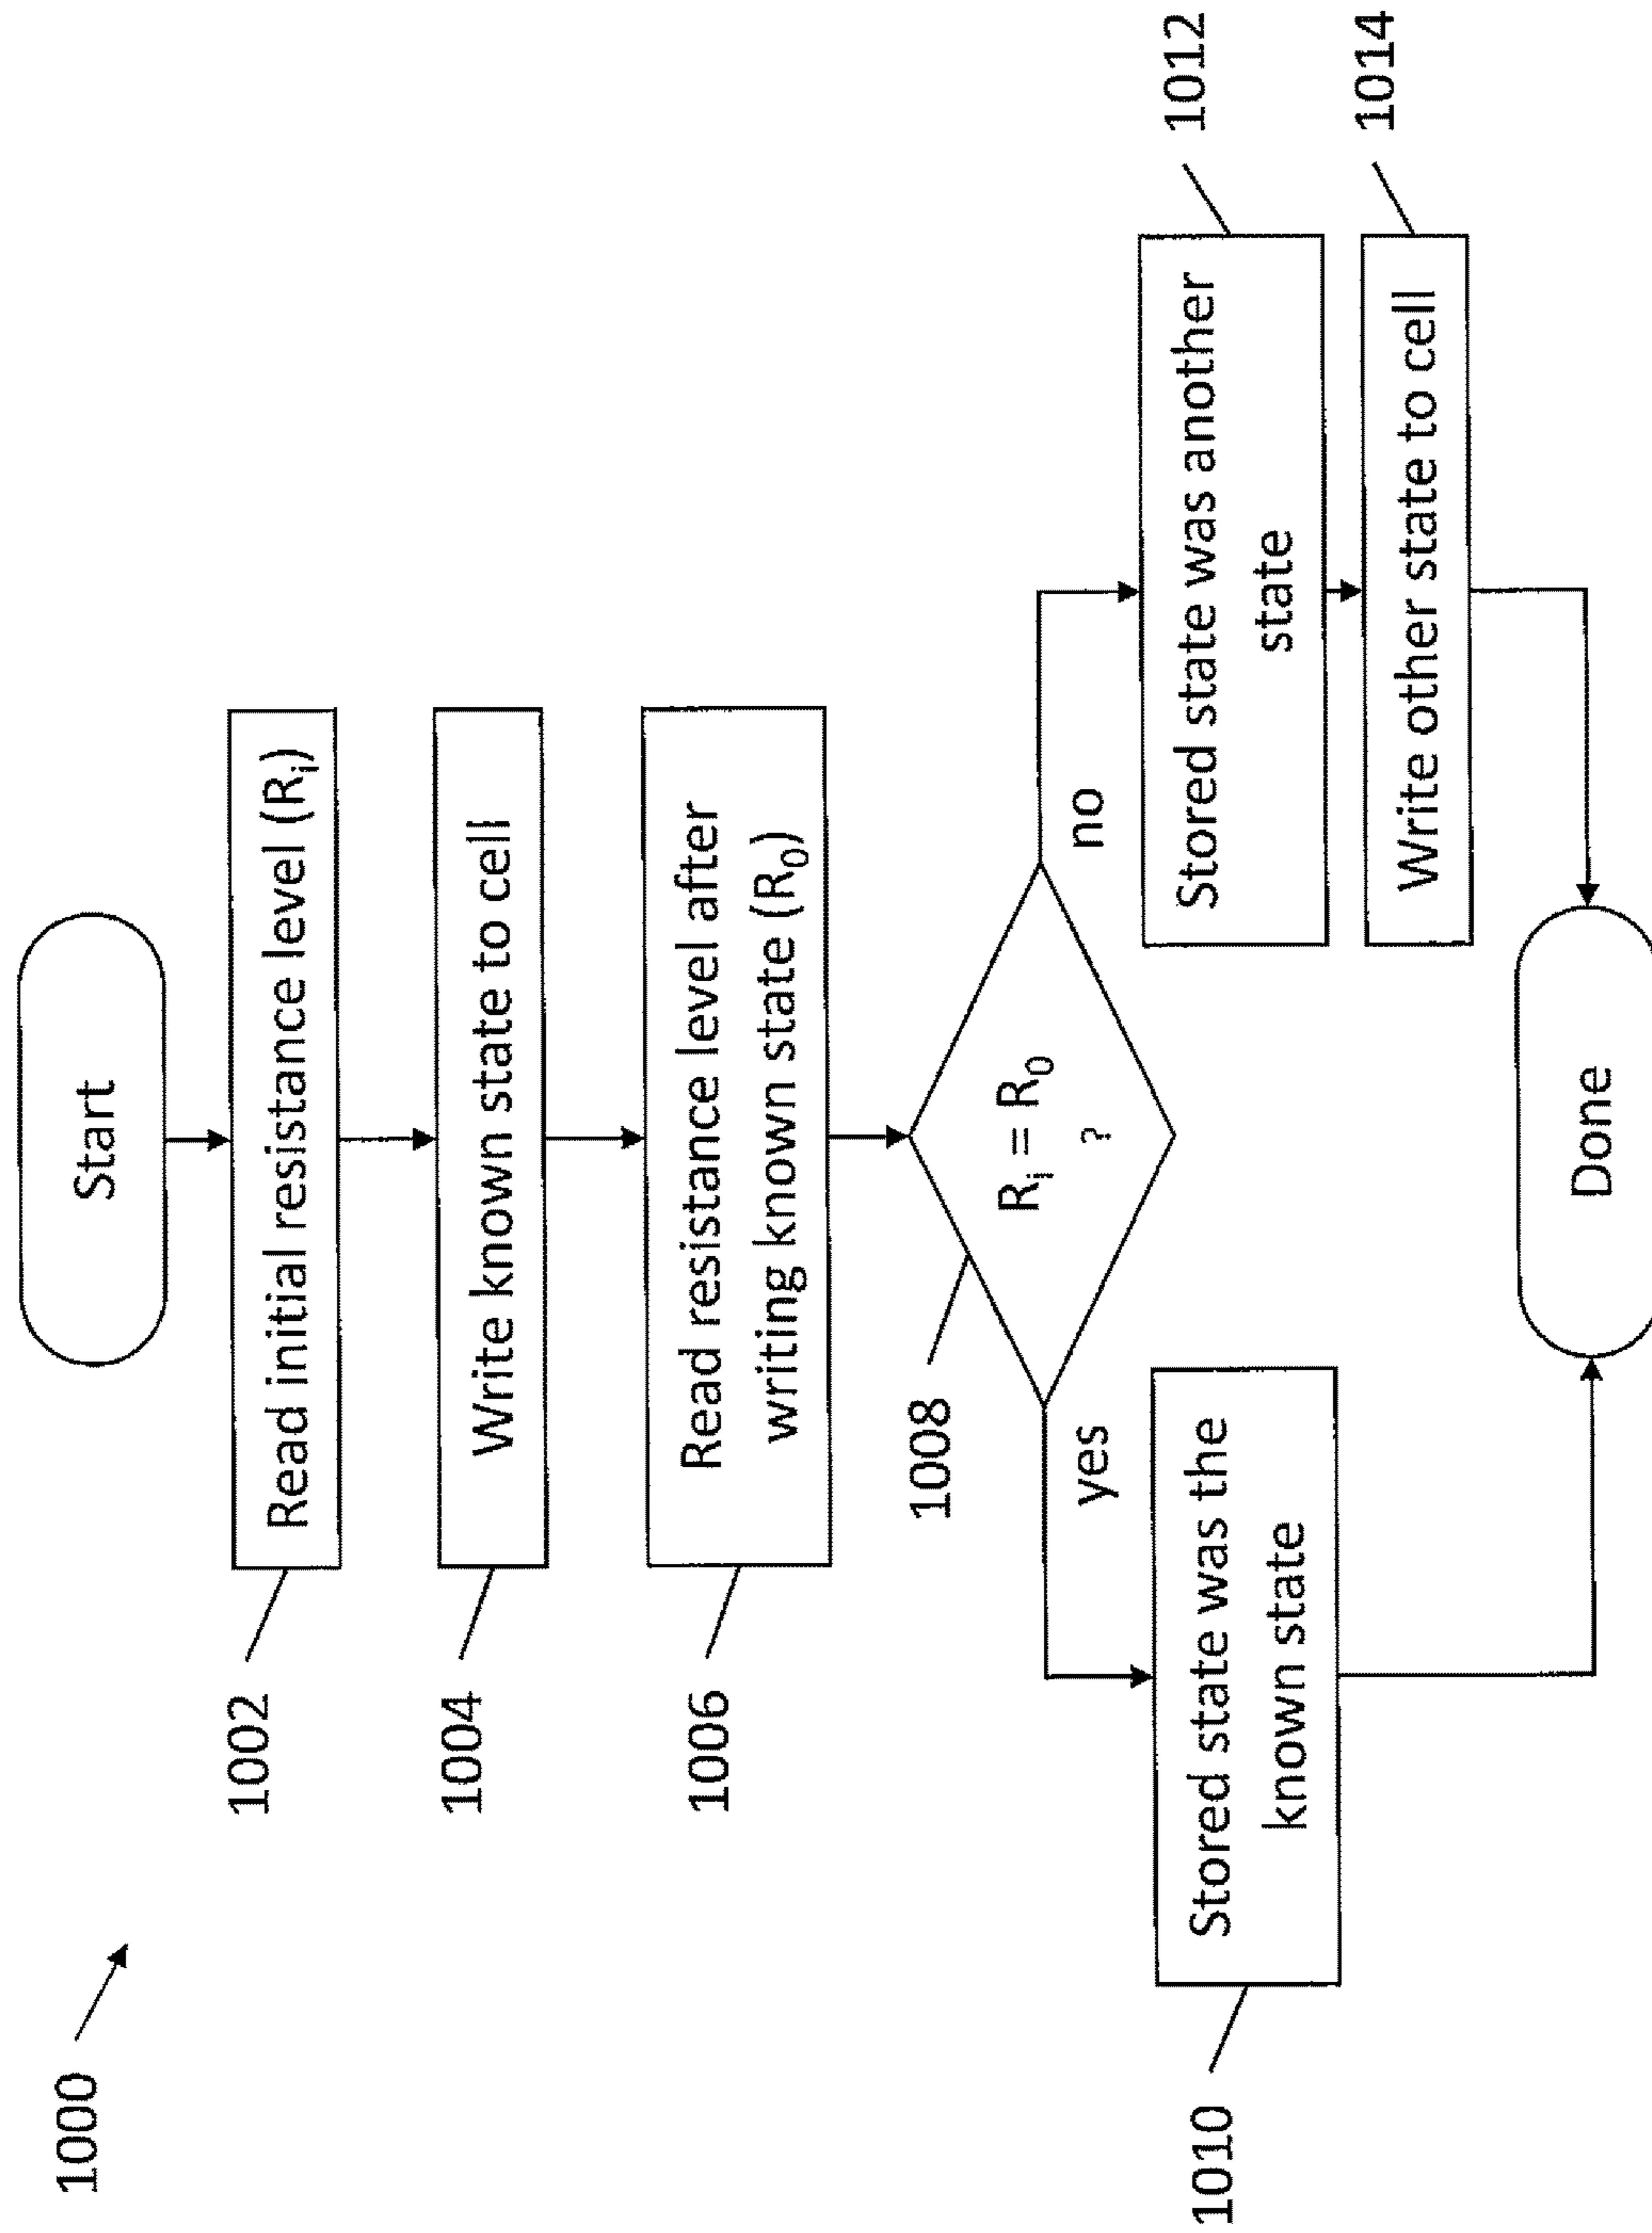 1000
Start
1002
Read initial resistance level (Ri)
1004
Write known state to cell
1006
Read resistance level after
writing known state (R0)
1008
Ri = R0
?
yes
no
1010
Stored state was the
known state
Stored state was another
state
1012
Write other state to cell
1014
Done